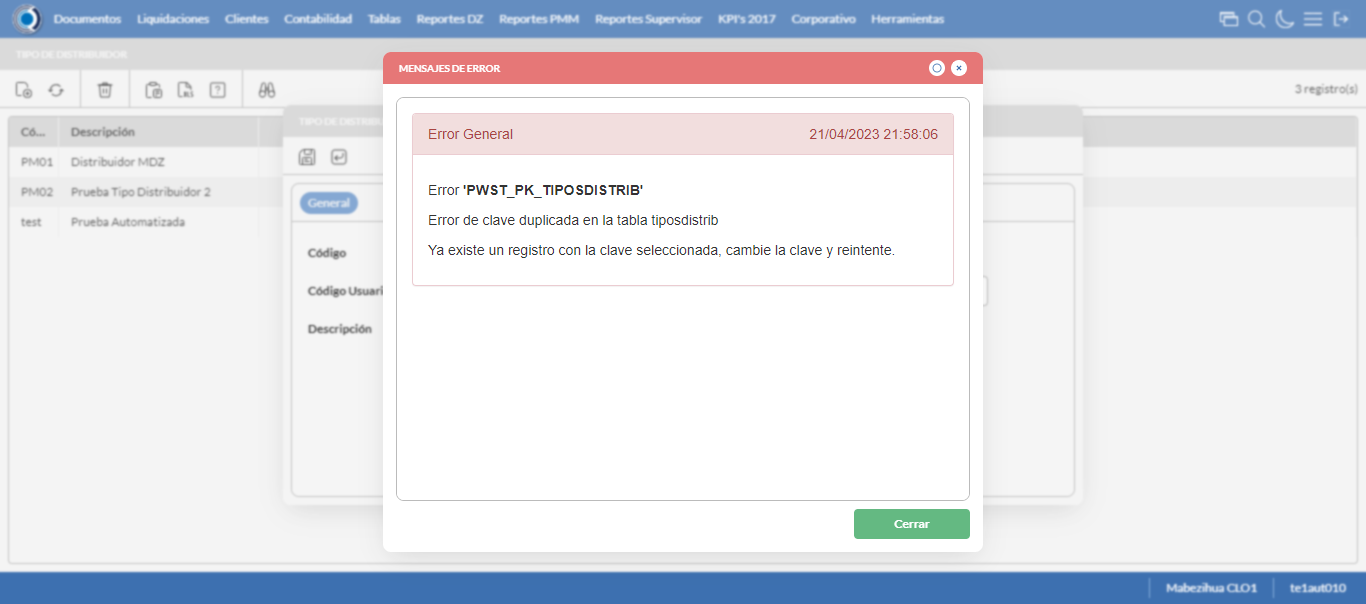 Documentos Liquidaciones Clientes Contabilidad Tablas Reportes DZ Reportes PMM Reportes Supervisor KPI's 2017 Corporativo Herramientas
TIPO DE DISTRIBUIDOR
3 registro(s)
Có... Descripción
PM01 Distribuidor MDZ
PM02 Prueba Tipo Distribuidor 2
test Prueba Automatizada
TIPO DE DISTRIB
General
Código
Código Usuari
Descripción
MENSAJES DE ERROR
Error General 21/04/2023 21:58:06
Error 'PWST_PK_TIPOSDISTRIB'
Error de clave duplicada en la tabla tiposdistrib
Ya existe un registro con la clave seleccionada, cambie la clave y reintente.
Cerrar
Mabezihua CLO1 te1aut010